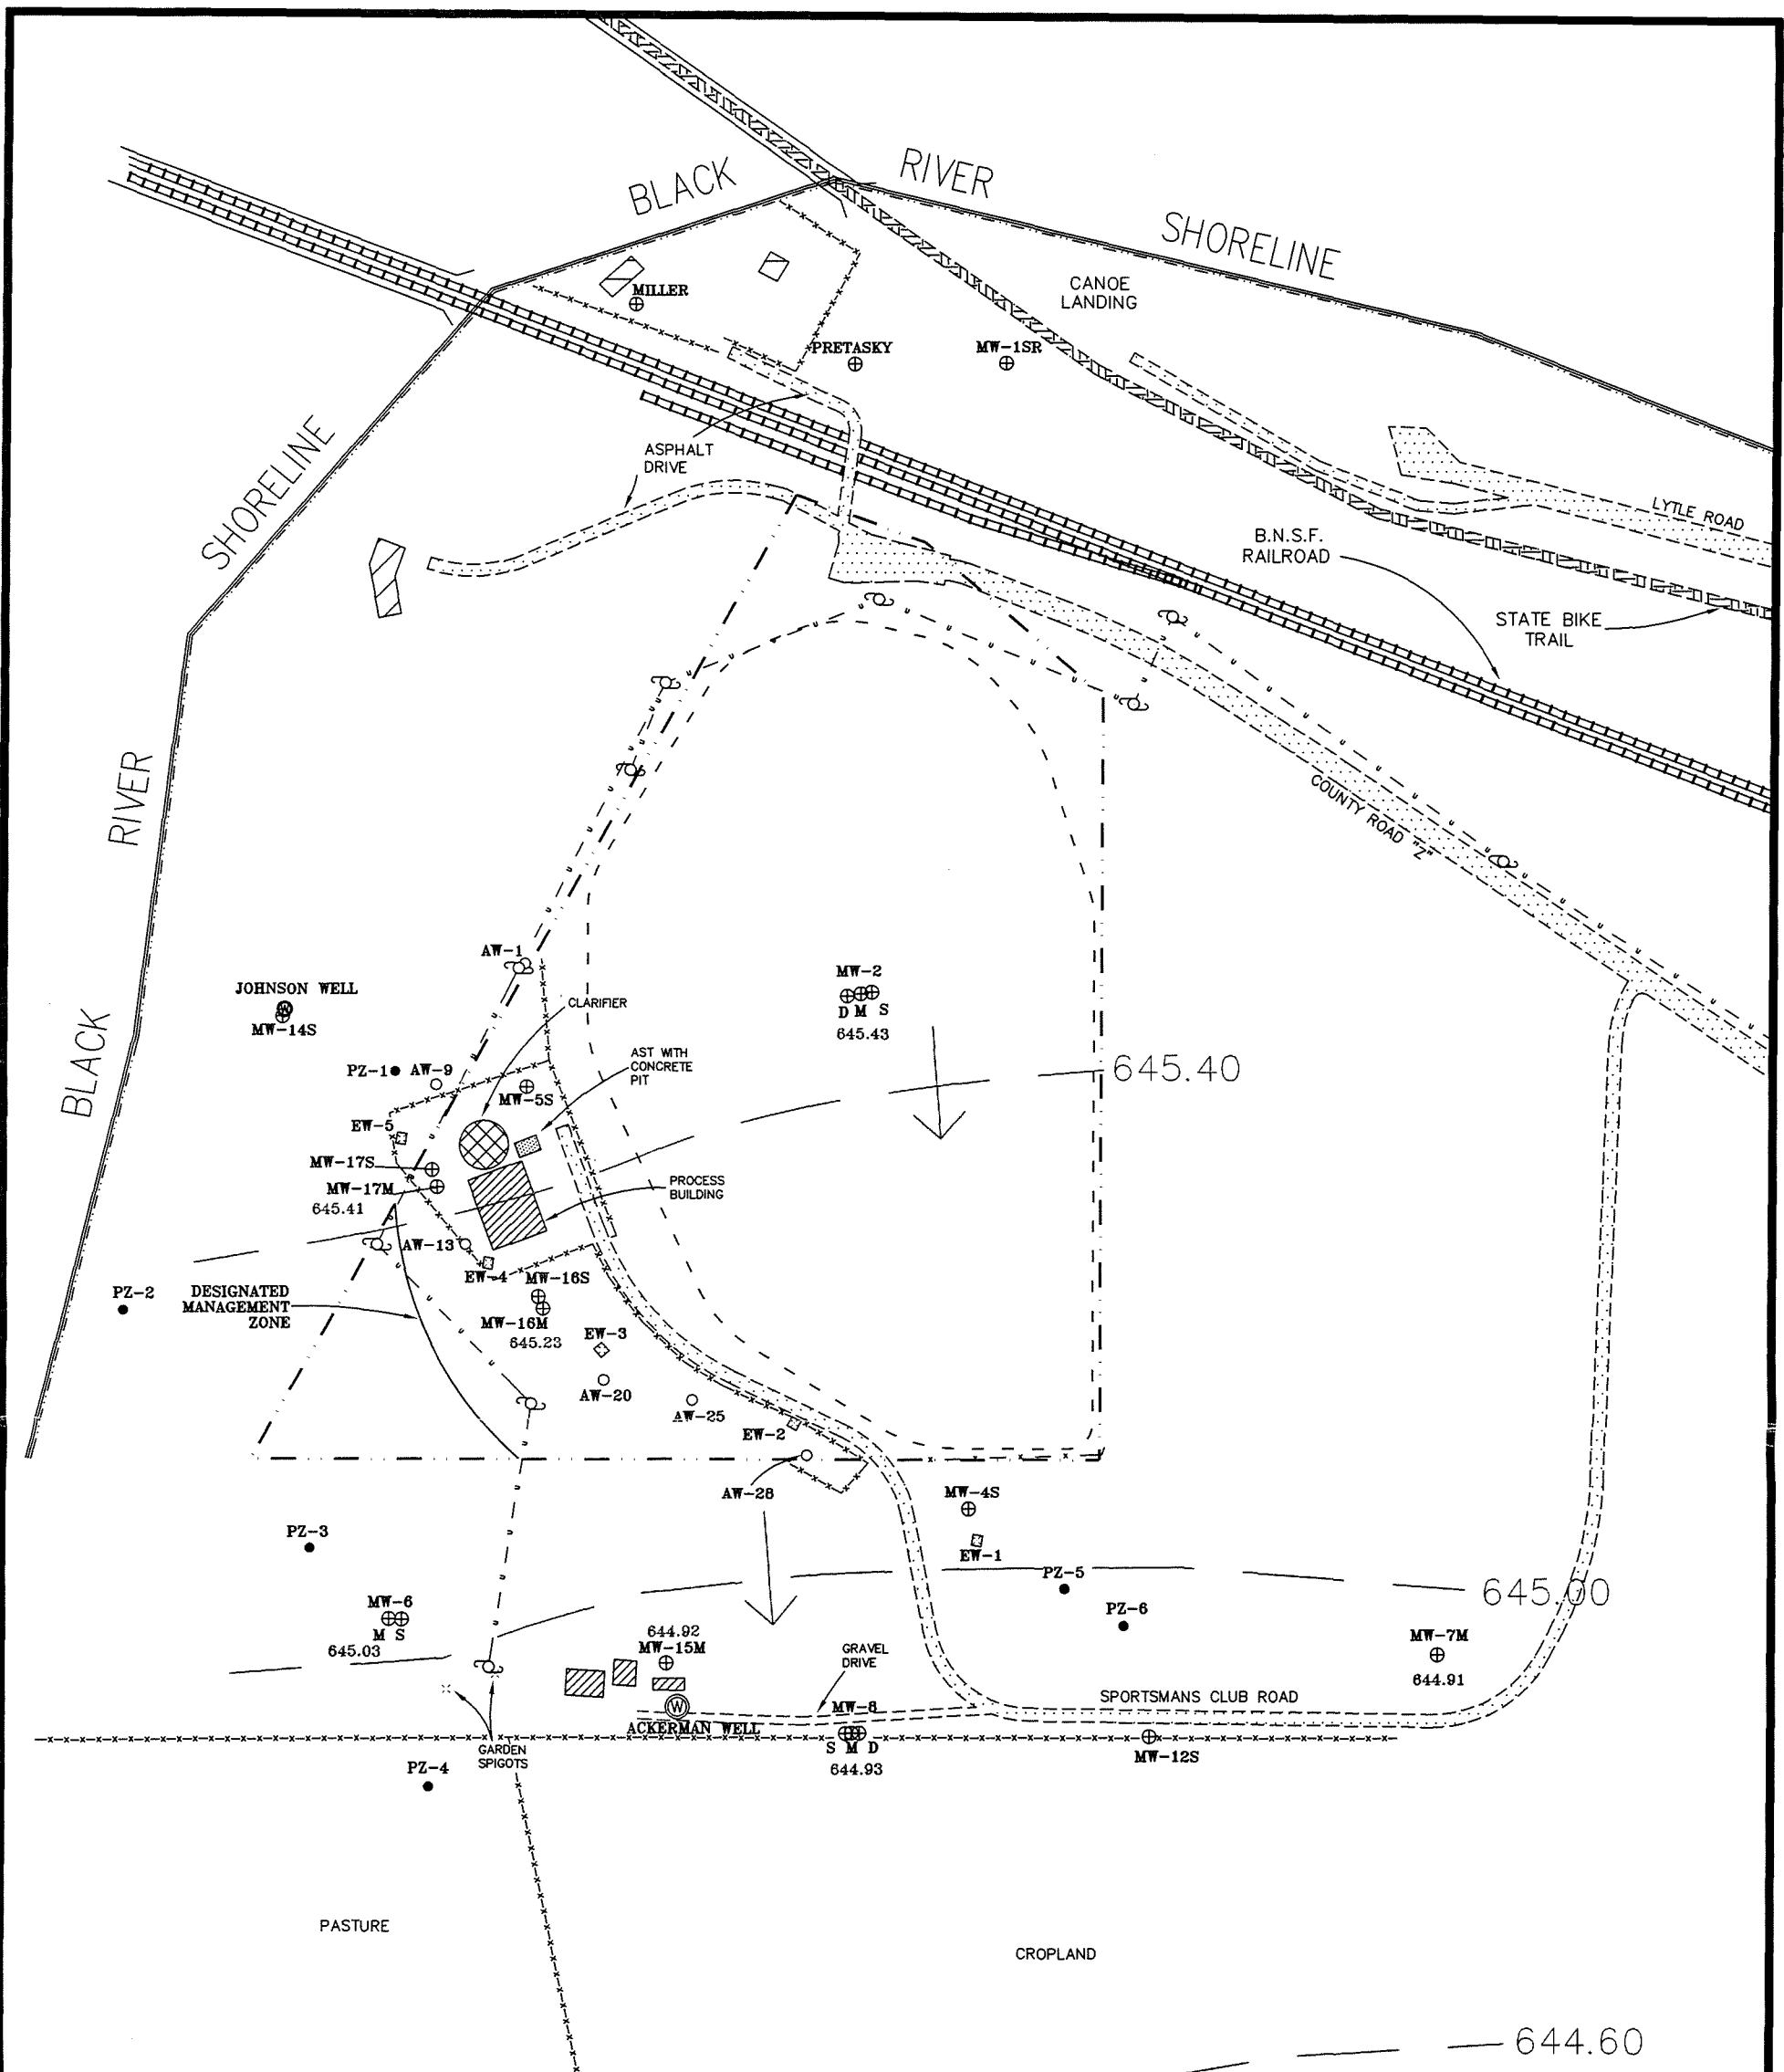 BLACK
RIVER
SHORELINE
CANOE
LANDING
MILLER
PRETASKY
MW-1SR
SHORELINE
ASPHALT
DRIVE
LYTLE ROAD
B.N.S.F.
RAILROAD
STATE BIKE
TRAIL
RIVER
COUNTY ROAD "Z"
AW-1
JOHNSON WELL
MW-14S
CLARIFIER
MW-2
D M S
645.43
AST WITH
CONCRETE
PIT
BLACK
PZ-1
AW-9
MW-5S
645.40
EW-5
MW-17S
MW-17M
645.41
PROCESS
BUILDING
AW-13
EW-4
MW-16S
PZ-2
DESIGNATED
MANAGEMENT
ZONE
MW-16M
645.23
EW-3
AW-20
AW-25
EW-2
AW-28
MW-4S
PZ-3
EW-1
PZ-5
645.00
MW-6
M S
645.03
PZ-6
644.92
MW-15M
GRAVEL
DRIVE
MW-7M
644.91
SPORTSMANS CLUB ROAD
W
MW-8
ACKERMAN WELL
S M D
644.93
MW-12S
GARDEN
SPIGOTS
PZ-4
PASTURE
CROPLAND
644.60